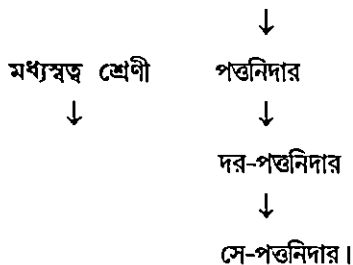 ↓
মধ্যস্বত্ব শ্রেণী পত্তনিদার
↓ ↓
দর-পত্তনিদার
↓
সে-পত্তনিদার।